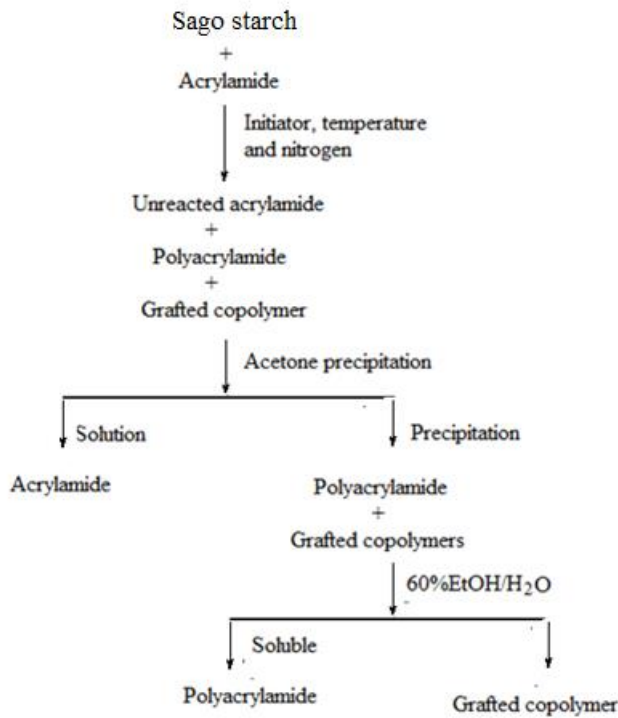 Sago starch
+
Acrylamide
Initiator, temperature
and nitrogen
Unreacted acrylamide
+
Polyacrylamide
+
Grafted copolymer
Acetone precipitation
Solution
Precipitation
Acrylamide
Polyacrylamide
+
Grafted copolymers
60%EtOH/H₂O
Soluble
Polyacrylamide
Grafted copolymer